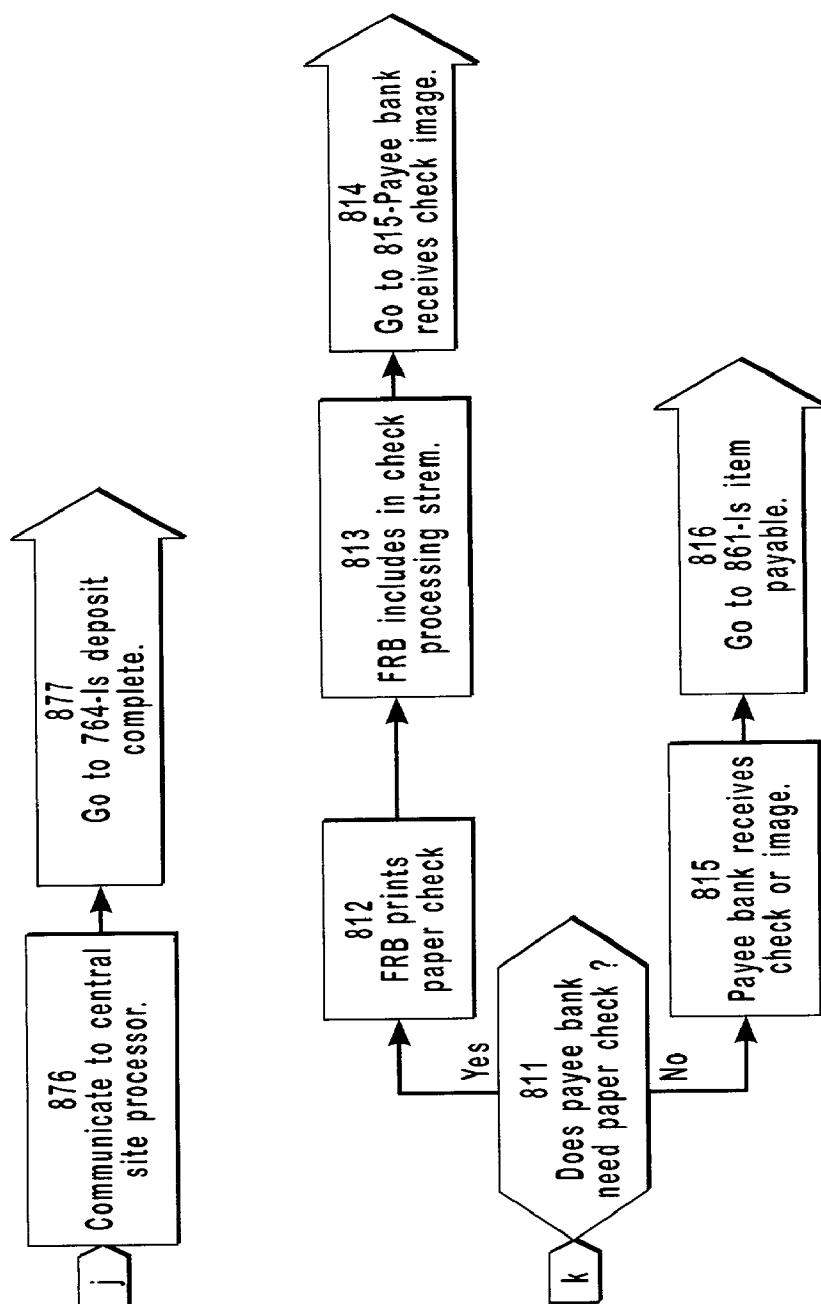 j
876
Communicate to central
site processor.
877
Go to 764-Is deposit
complete.
k
811
Does payee bank
need paper check ?
Yes
812
FRB prints
paper check
813
FRB includes in check
processing strem.
814
Go to 815-Payee bank
receives check image.
No
815
Payee bank receives
check or image.
816
Go to 861-Is item
payable.